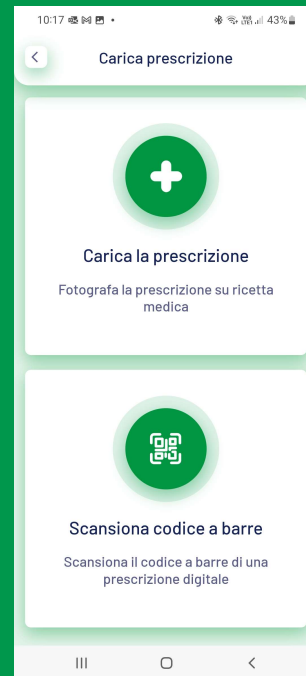 10:17
43%
Carica prescrizione
Carica la prescrizione
Fotografa la prescrizione su ricetta
medica
Scansiona codice a barre
Scansiona il codice a barre di una
prescrizione digitale